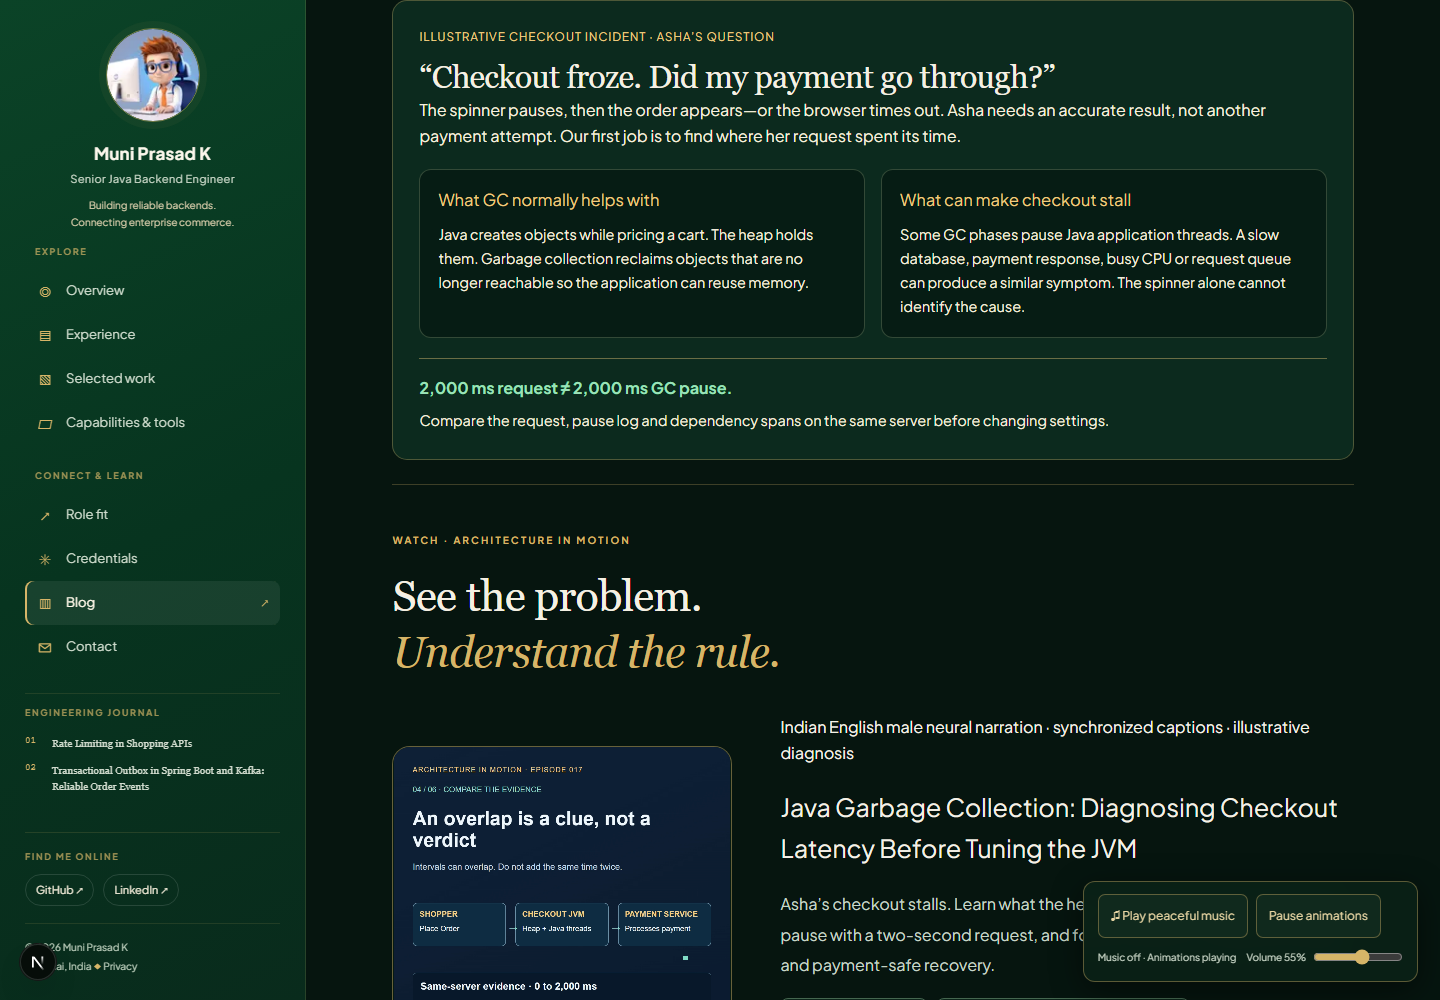 Muni Prasad K
Senior Java Backend Engineer
Building reliable backends.
Connecting enterprise commerce.
EXPLORE
Overview
Experience
Selected work
Capabilities & tools
CONNECT & LEARN
Role fit
Credentials
Blog ↗
Contact
ENGINEERING JOURNAL
01 Rate Limiting in Shopping APIs
02 Transactional Outbox in Spring Boot and Kafka:
Reliable Order Events
FIND ME ONLINE
GitHub ↗ LinkedIn ↗
26 Muni Prasad K
ai, India ◆ Privacy
N
ILLUSTRATIVE CHECKOUT INCIDENT · ASHA'S QUESTION
“Checkout froze. Did my payment go through?”
The spinner pauses, then the order appears—or the browser times out. Asha needs an accurate result, not another
payment attempt. Our first job is to find where her request spent its time.
What GC normally helps with
Java creates objects while pricing a cart. The heap holds
them. Garbage collection reclaims objects that are no
longer reachable so the application can reuse memory.
What can make checkout stall
Some GC phases pause Java application threads. A slow
database, payment response, busy CPU or request queue
can produce a similar symptom. The spinner alone cannot
identify the cause.
2,000 ms request ≠ 2,000 ms GC pause.
Compare the request, pause log and dependency spans on the same server before changing settings.
WATCH · ARCHITECTURE IN MOTION
See the problem.
Understand the rule.
ARCHITECTURE IN MOTION · EPISODE 017
04 / 06 · COMPARE THE EVIDENCE
An overlap is a clue, not a
verdict
Intervals can overlap. Do not add the same time twice.
SHOPPER
Place Order
CHECKOUT JVM
Heap + Java threads
PAYMENT SERVICE
Processes payment
Same-server evidence · 0 to 2,000 ms
Indian English male neural narration · synchronized captions · illustrative
diagnosis
Java Garbage Collection: Diagnosing Checkout
Latency Before Tuning the JVM
Asha's checkout stalls. Learn what the he
pause with a two-second request, and fo
and payment-safe recovery.
♫ Play peaceful music
Pause animations
Music off · Animations playing Volume 55%